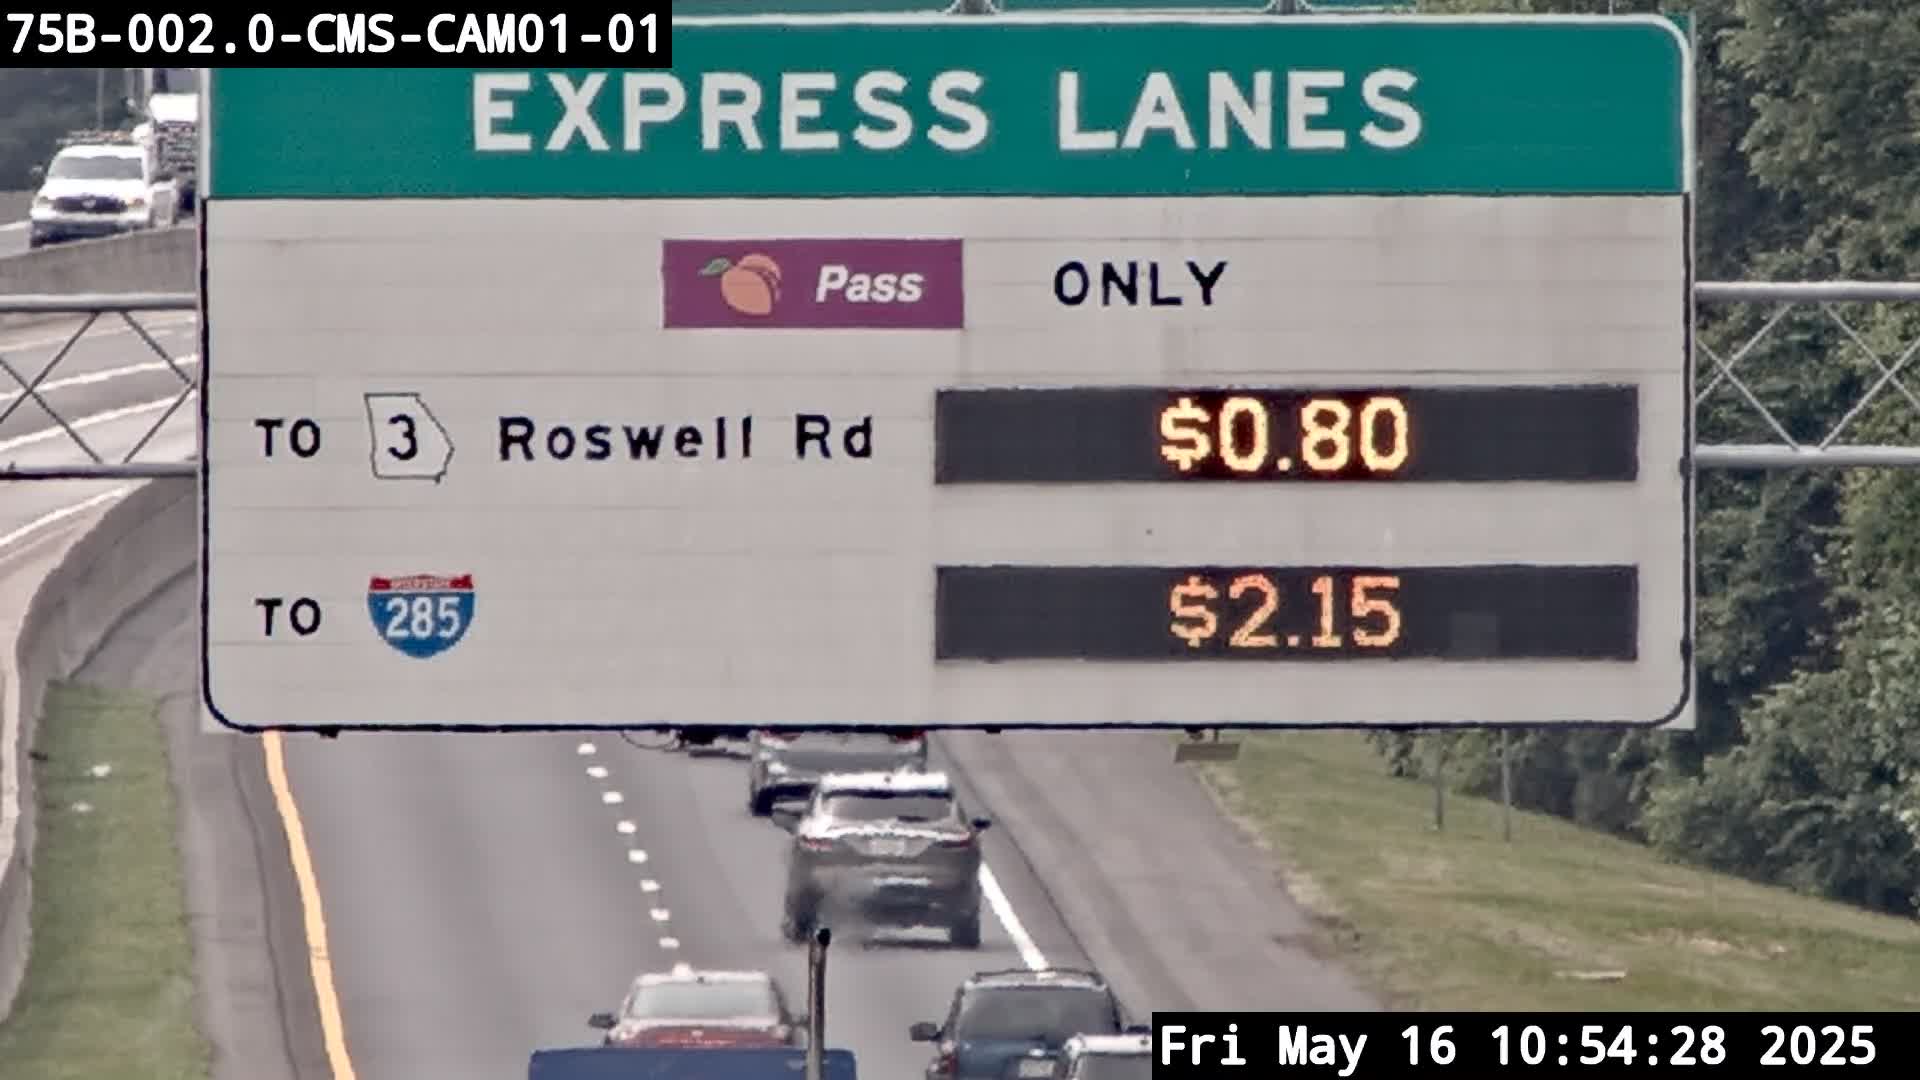 75B-002.0-CMS-CAM01-01
EXPRESS LANES
Pass ONLY
TO 3 Roswell Rd $0.80
TO INTERSTATE 285 $2.15
Fri May 16 10:54:28 2025